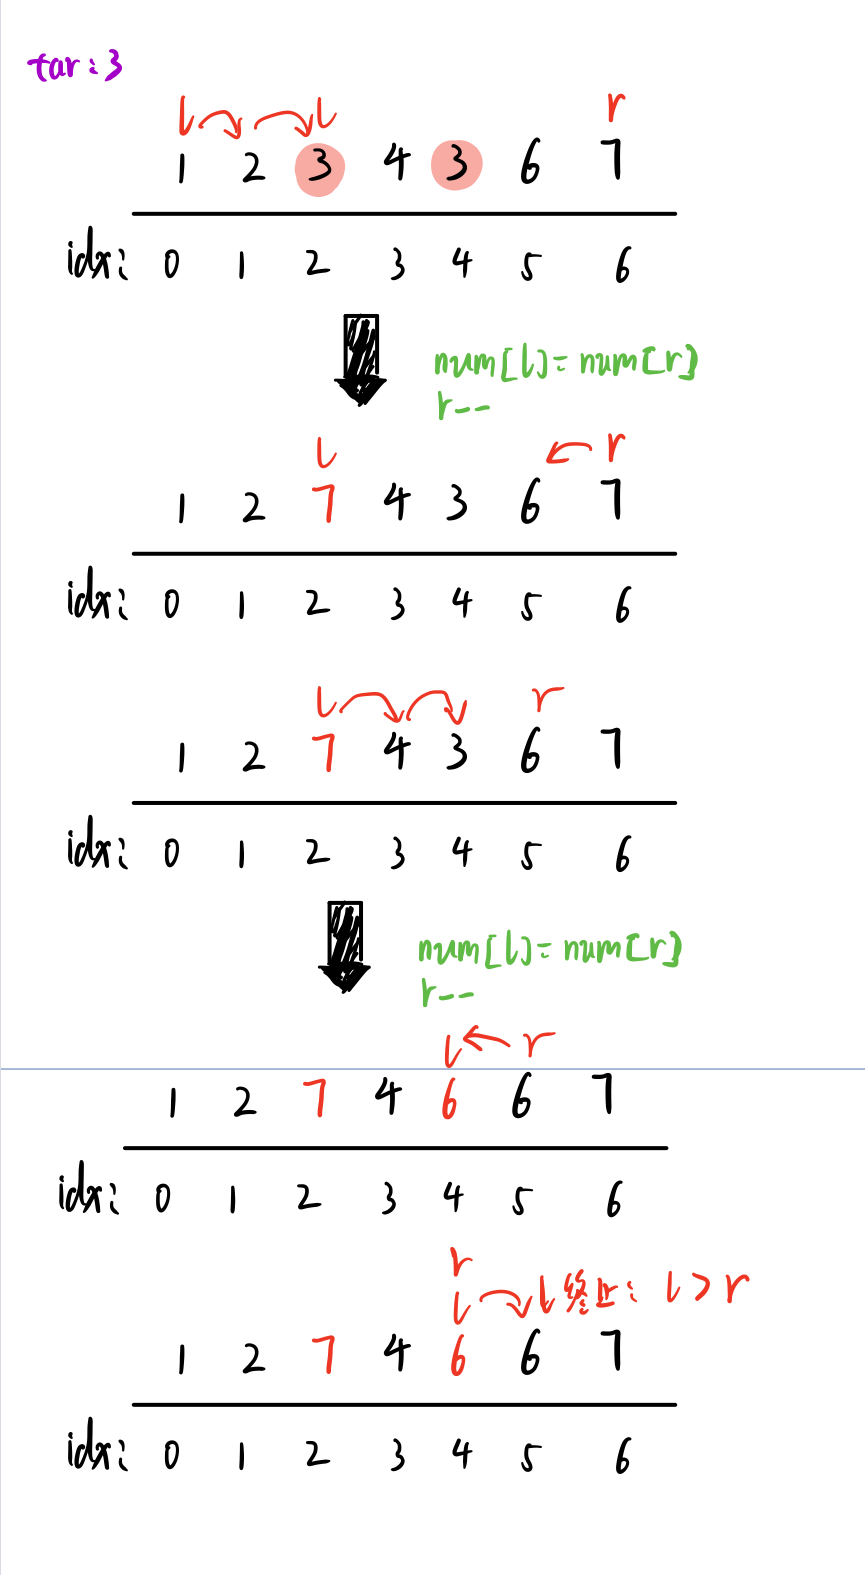 tar:3
l l r
1 2 3 4 3 6 7
idx: 0 1 2 3 4 5 6
num[l]=num[r]
r--
l r
1 2 7 4 3 6 7
idx: 0 1 2 3 4 5 6
l r
1 2 7 4 3 6 7
idx: 0 1 2 3 4 5 6
num[l]=num[r]
r--
l r
1 2 7 4 6 6 7
idx: 0 1 2 3 4 5 6
r
l l终止: l>r
1 2 7 4 6 6 7
idx: 0 1 2 3 4 5 6